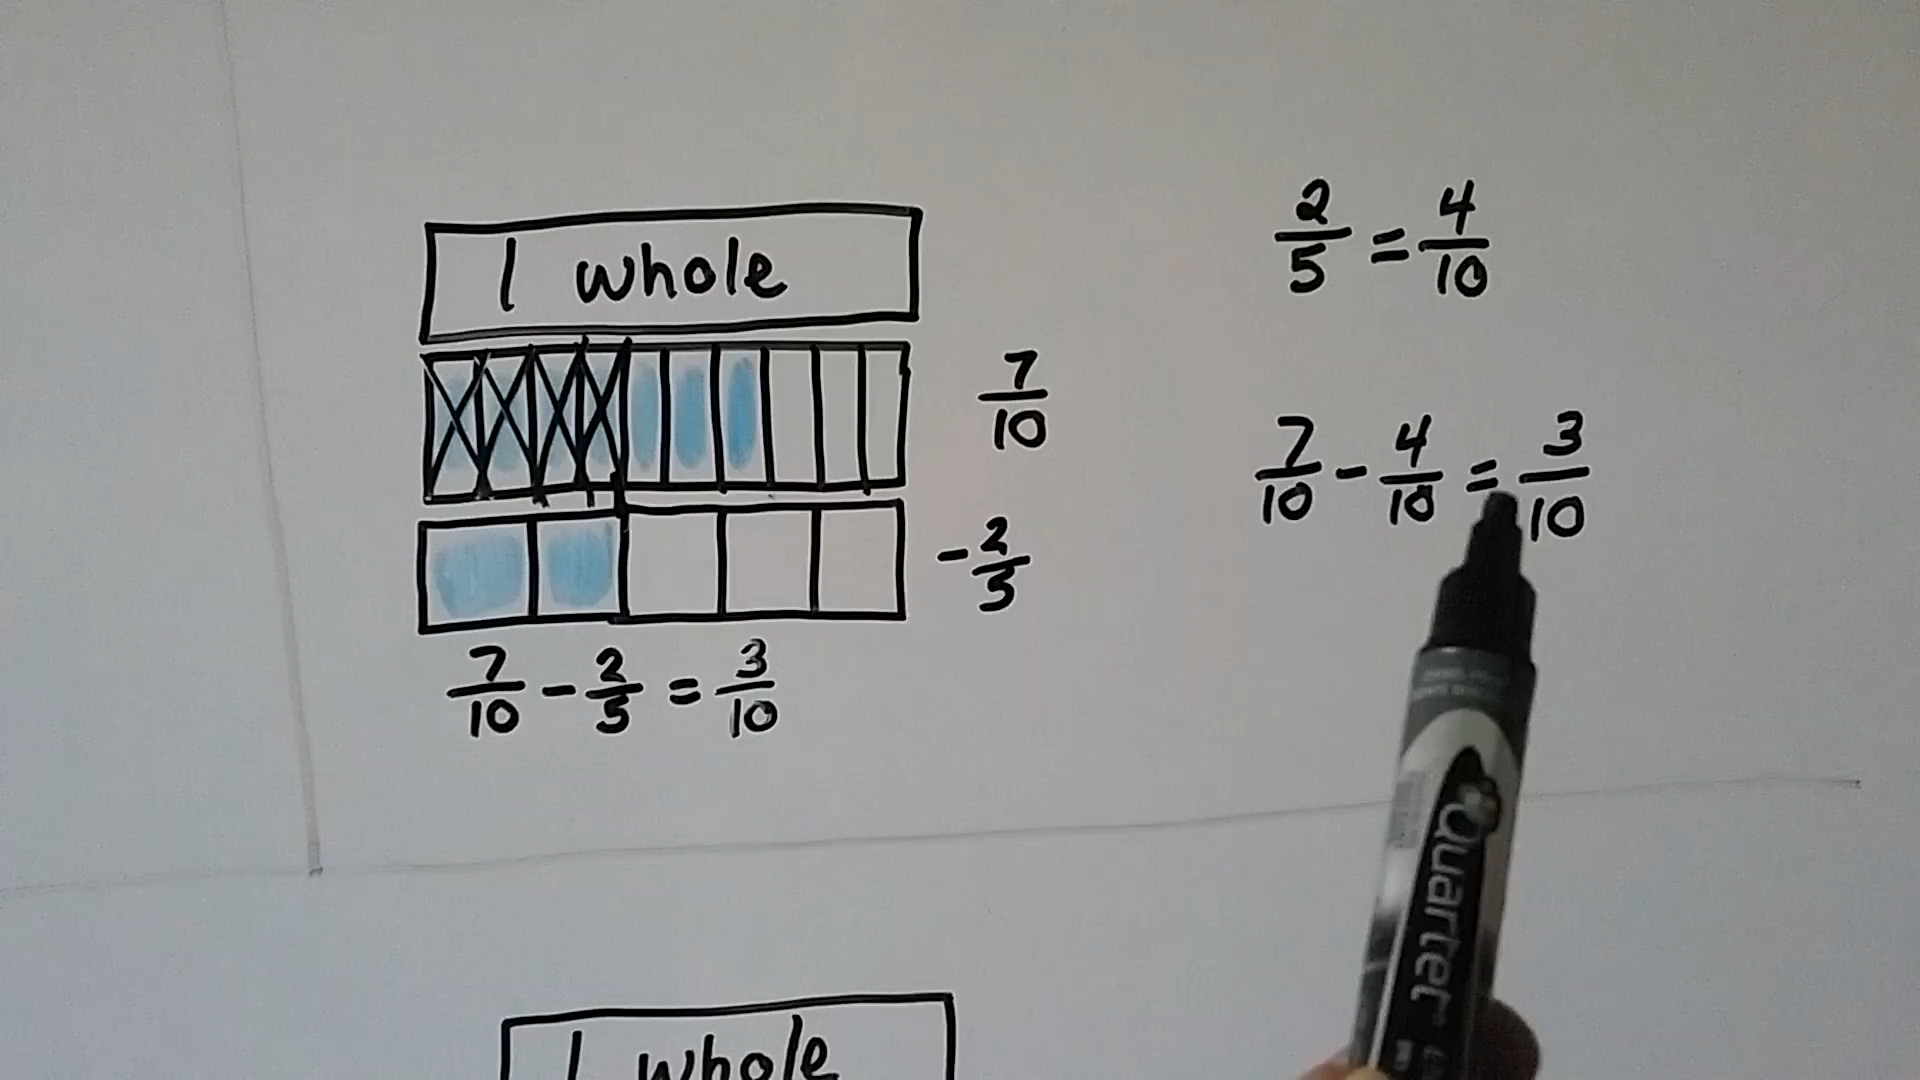 1 whole
7/10
- 2/5
7/10 - 2/5 = 3/10
2/5 = 4/10
7/10 - 4/10 = 3/10
Quartet
1 whole